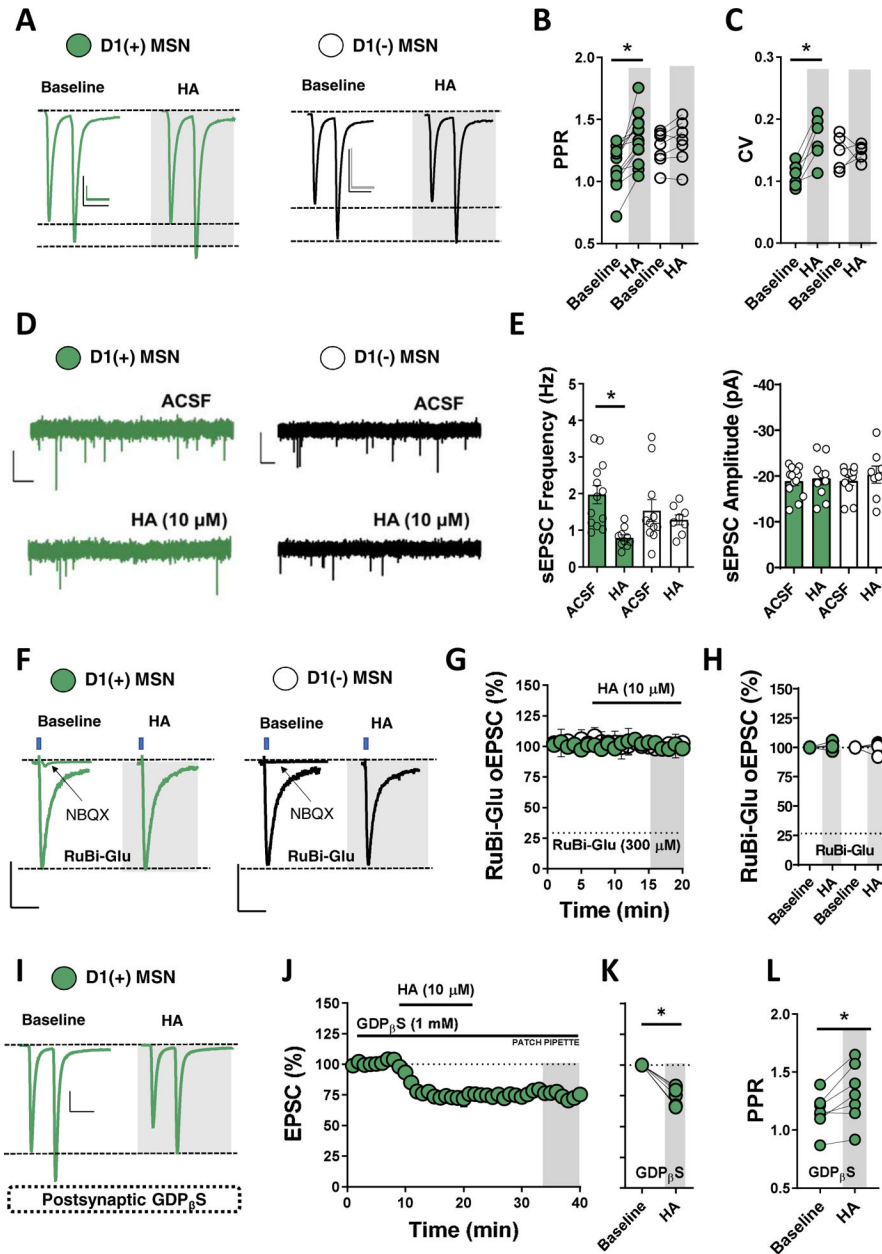 A
D1(+) MSN
D1(-) MSN
Baseline
HA
Baseline
HA
B
PPR
2.0
1.5
1.0
0.5
*
Baseline
HA
Baseline
HA
C
CV
0.3
0.2
0.1
0.0
*
Baseline
HA
Baseline
HA
D
D1(+) MSN
D1(-) MSN
ACSF
ACSF
HA (10 μM)
HA (10 μM)
E
sEPSC Frequency (Hz)
5
4
3
2
1
0
*
ACSF
HA
ACSF
HA
sEPSC Amplitude (pA)
-40
-30
-20
-10
0
ACSF
HA
ACSF
HA
F
D1(+) MSN
D1(-) MSN
Baseline
HA
Baseline
HA
NBQX
NBQX
RuBi-Glu
RuBi-Glu
G
RuBi-Glu oEPSC (%)
150
125
100
75
50
25
0
HA (10 μM)
RuBi-Glu (300 μM)
0 5 10 15 20
Time (min)
H
RuBi-Glu oEPSC (%)
150
125
100
75
50
25
0
RuBi-Glu
Baseline
HA
Baseline
HA
I
D1(+) MSN
Baseline
HA
Postsynaptic GDPβS
J
EPSC (%)
150
125
100
75
50
25
0
HA (10 μM)
GDPβS (1 mM)
PATCH PIPETTE
0 10 20 30 40
Time (min)
K
*
GDPβS
Baseline
HA
L
PPR
2.0
1.5
1.0
0.5
*
GDPβS
Baseline
HA